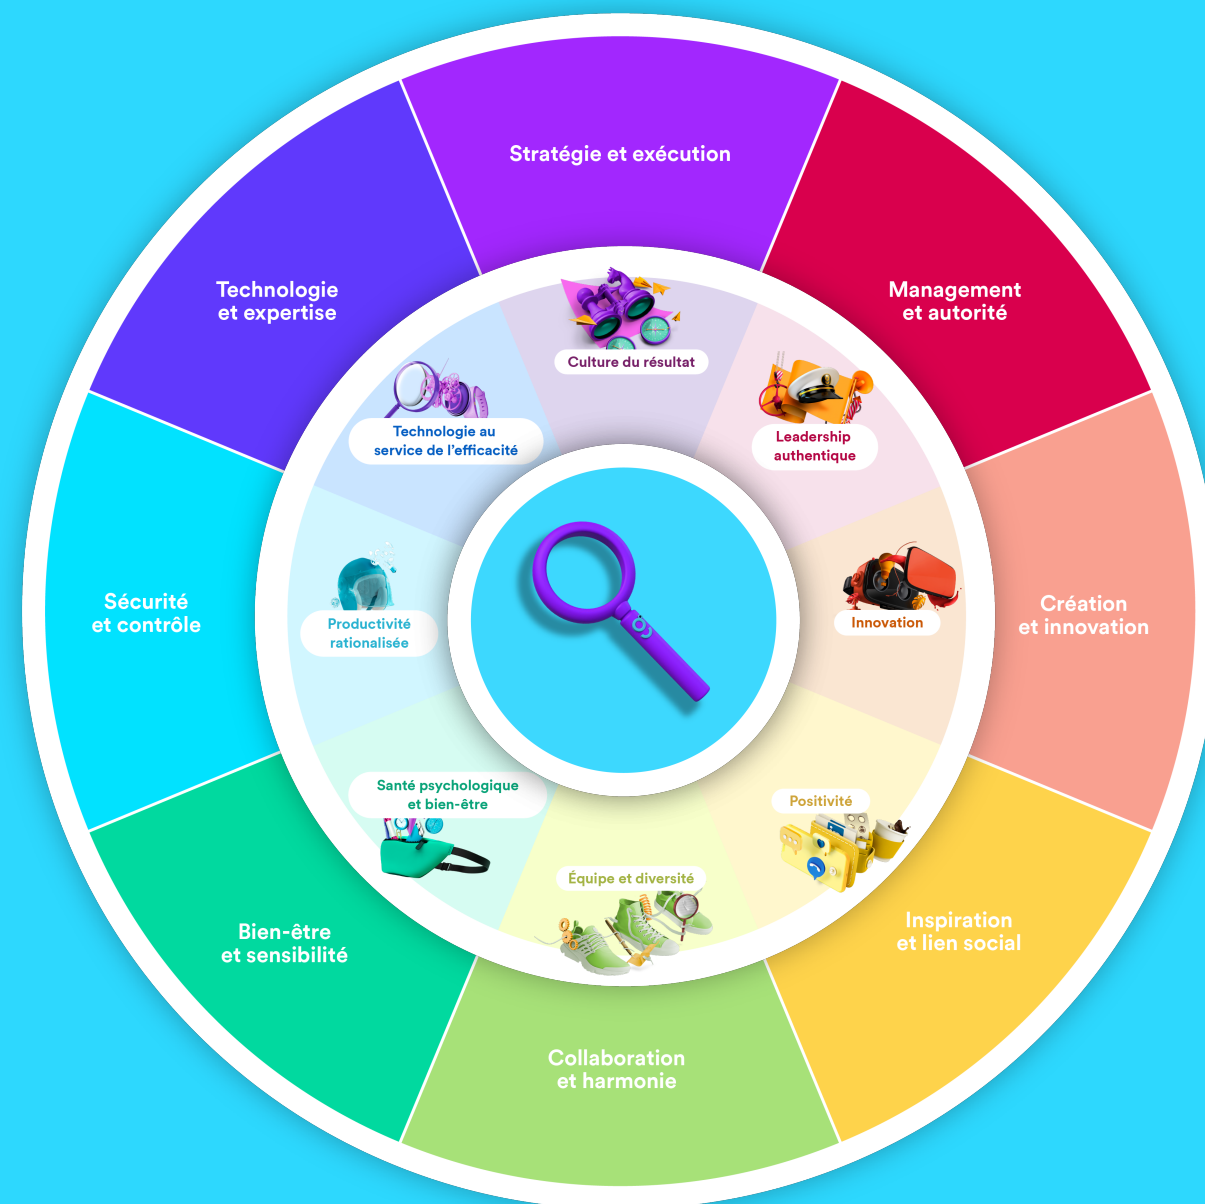 Stratégie et exécution
Technologie
et expertise
Management
et autorité
Culture du résultat
Technologie au
service de l'efficacité
Leadership
authentique
Sécurité
et contrôle
Productivité
rationalisée
Innovation
Création
et innovation
Santé psychologique
et bien-être
Positivité
Équipe et diversité
Bien-être
et sensibilité
Inspiration
et lien social
Collaboration
et harmonie